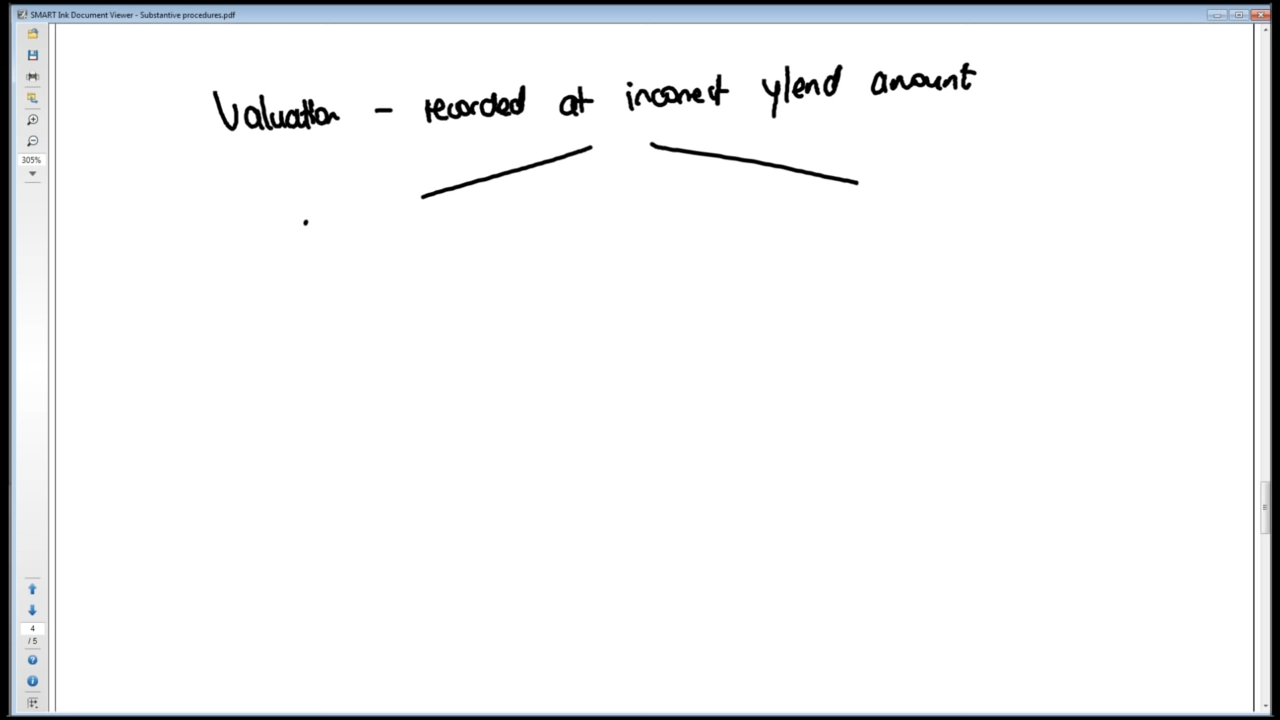 SMART Ink Document Viewer - Substantive procedures.pdf
Valuation - recorded at incorrect y/end amount
305%
4
/ 5